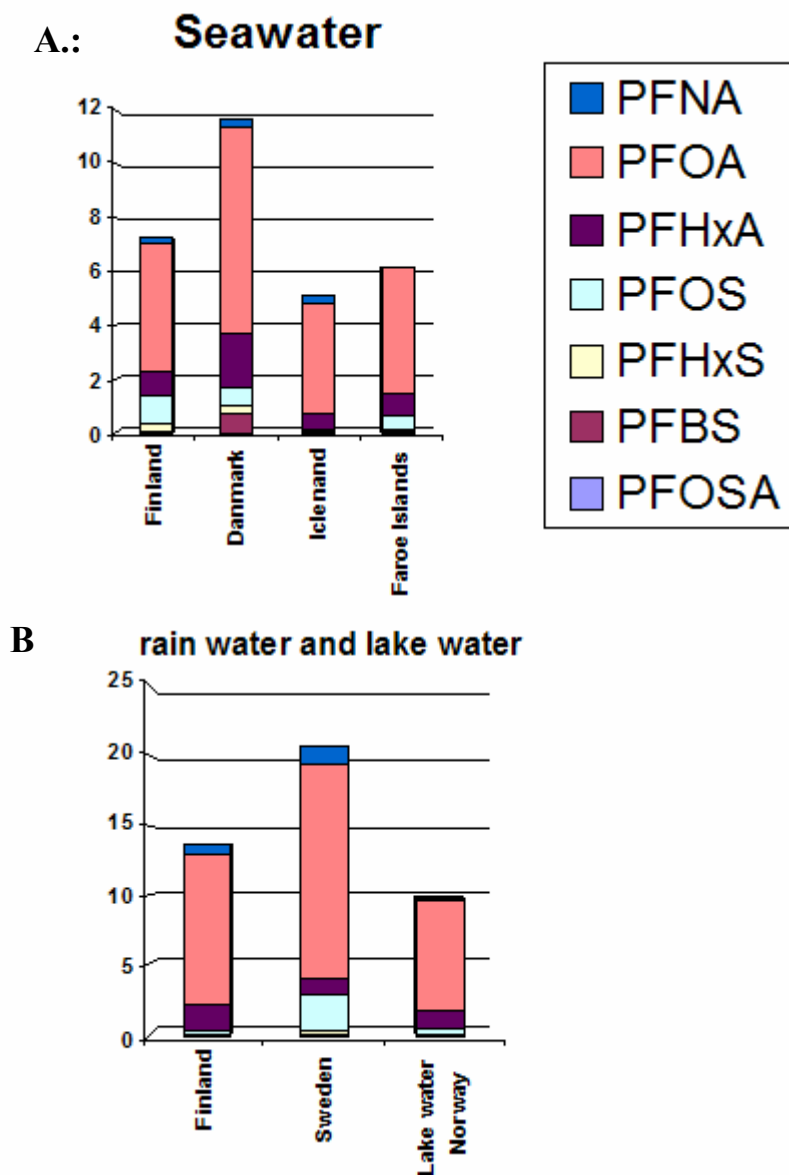 A.:
Seawater
12
10
8
6
4
2
0
Finland
Danmark
Iclenand
Faroe Islands
PFNA
PFOA
PFHxA
PFOS
PFHxS
PFBS
PFOSA
B
rain water and lake water
25
20
15
10
5
0
Finland
Sweden
Lake water
Norway